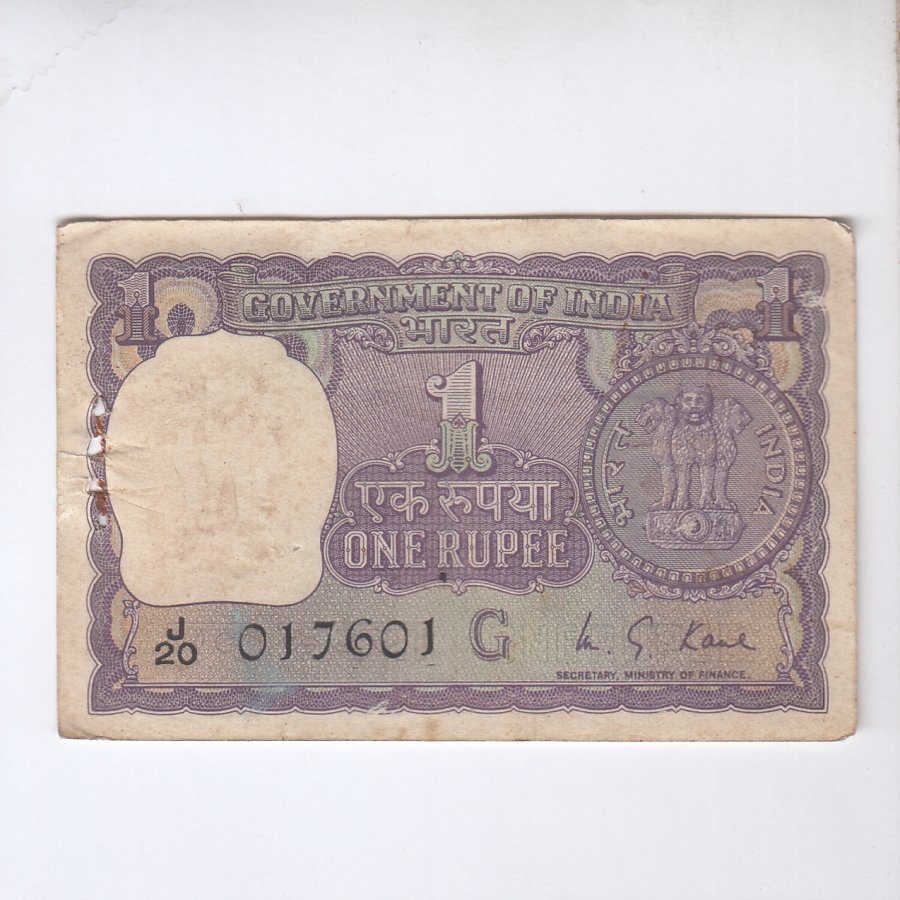 1 GOVERNMENT OF INDIA 1
भारत
1
एक रुपया
ONE RUPEE
भारत INDIA
J/20 017601 G M. G. Kaul
SECRETARY, MINISTRY OF FINANCE.